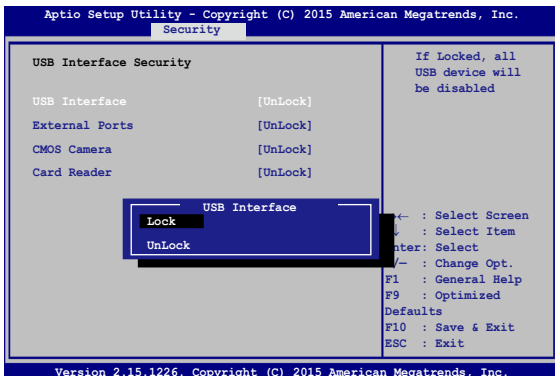 Aptio Setup Utility - Copyright (C) 2015 American Megatrends, Inc.
Security
USB Interface Security
USB Interface [UnLock]
External Ports [UnLock]
CMOS Camera [UnLock]
Card Reader [UnLock]
USB Interface
Lock
UnLock
If Locked, all
USB device will
be disabled
→← : Select Screen
↓ : Select Item
nter: Select
/— : Change Opt.
F1 : General Help
F9 : Optimized
Defaults
F10 : Save & Exit
ESC : Exit
Version 2.15.1226. Copyright (C) 2015 American Megatrends, Inc.